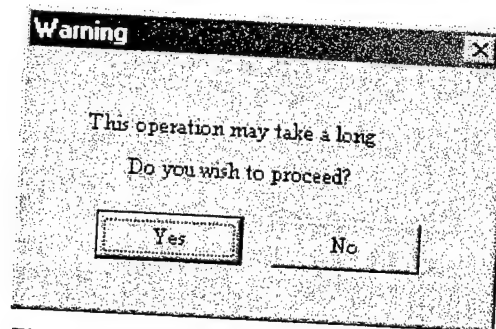 Warning
This operation may take a long
Do you wish to proceed?
Yes
No